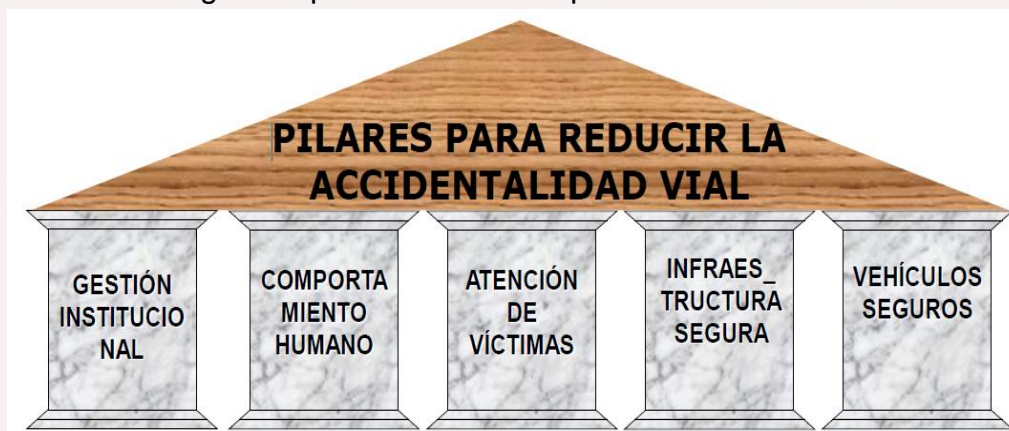 PILARES PARA REDUCIR LA
ACCIDENTALIDAD VIAL
GESTIÓN
INSTITUCIO
NAL
COMPORTA
MIENTO
HUMANO
ATENCIÓN
DE
VÍCTIMAS
INFRAES_
TRUCTURA
SEGURA
VEHÍCULOS
SEGUROS